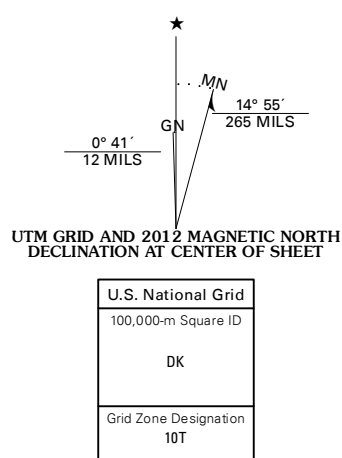 ★
MN
GN
14° 55´
265 MILS
0° 41´
12 MILS
UTM GRID AND 2012 MAGNETIC NORTH
DECLINATION AT CENTER OF SHEET
U.S. National Grid
100,000-m Square ID
DK
Grid Zone Designation
10T